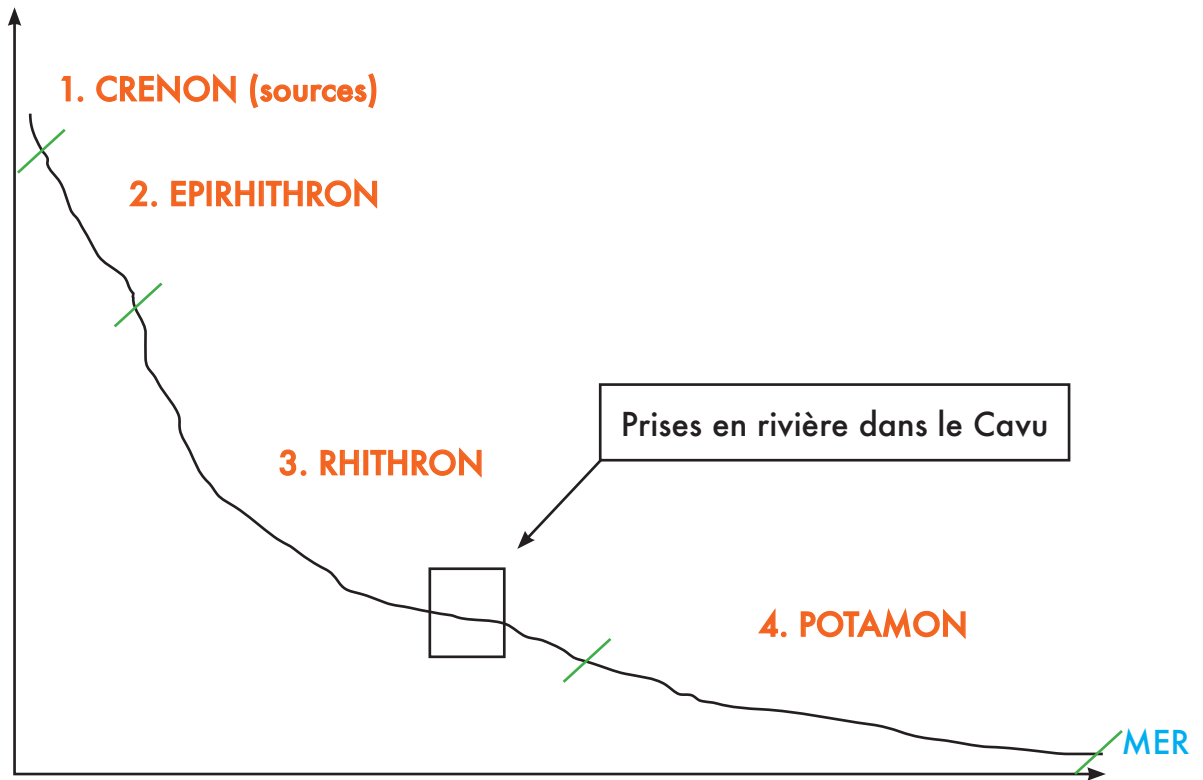 1. CRENON (sources)
2. EPIRHITHRON
3. RHITHRON
Prises en rivière dans le Cavu
4. POTAMON
MER